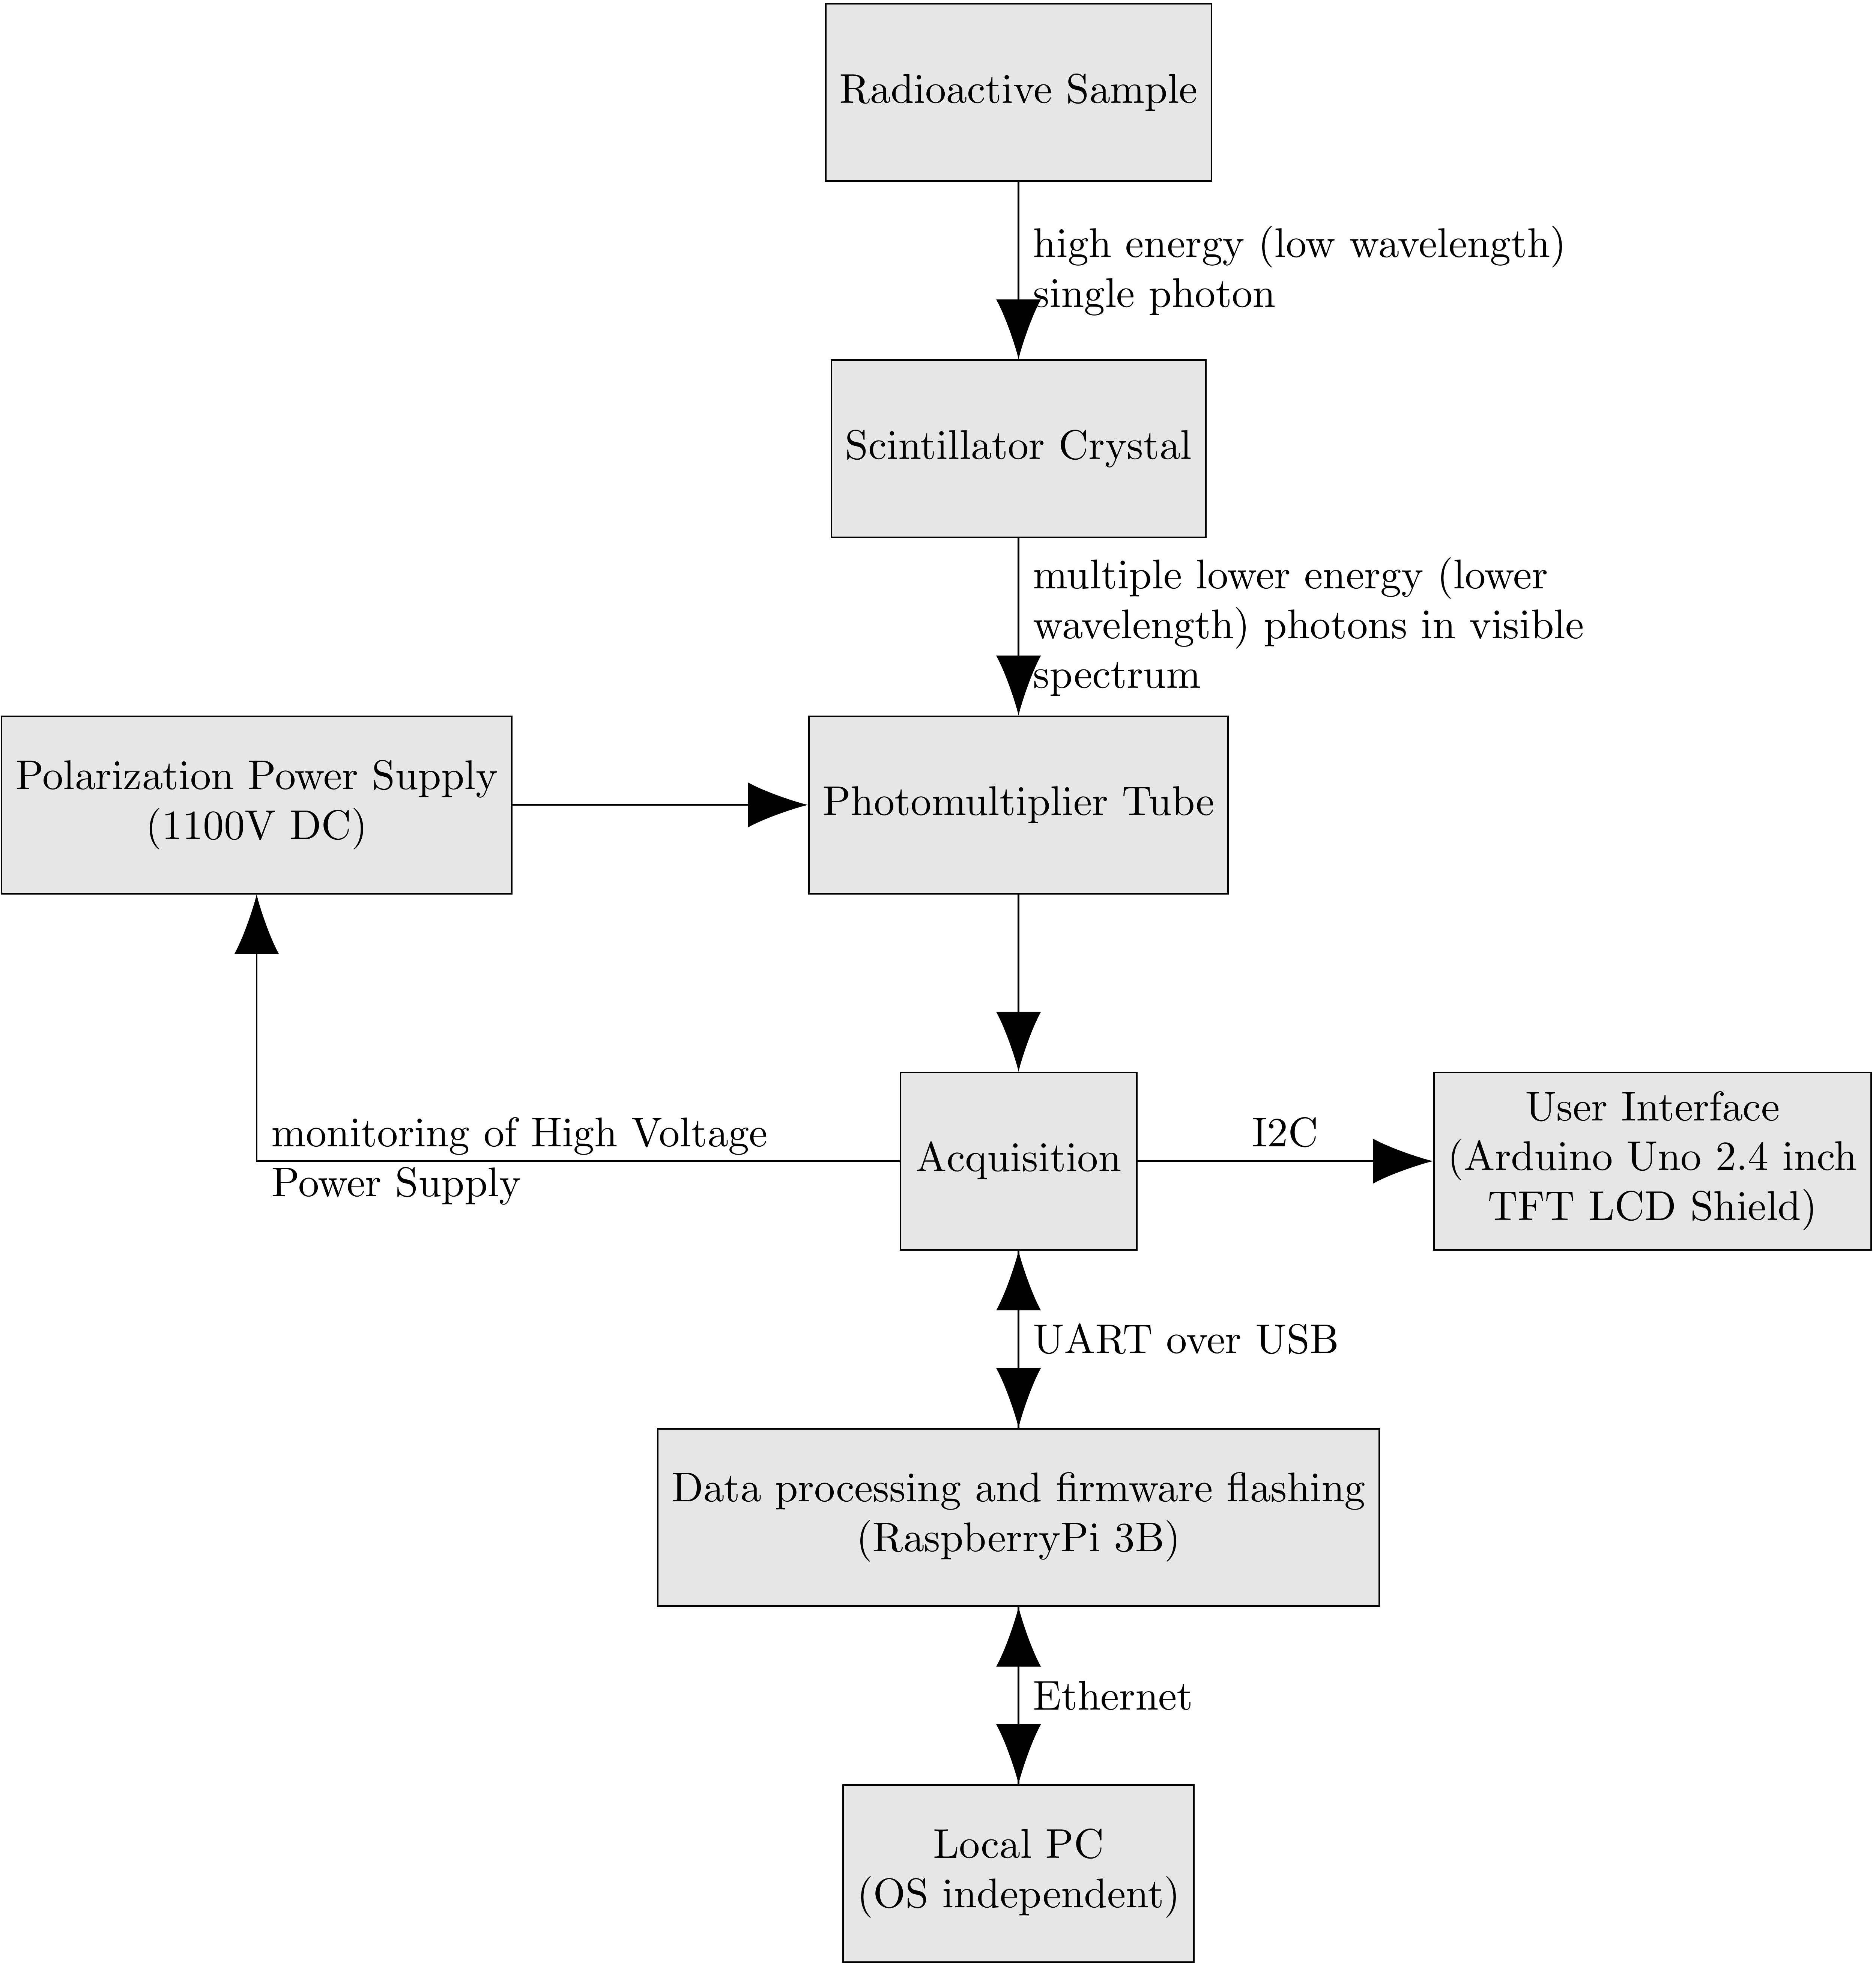 Radioactive Sample
high energy (low wavelength)
single photon
Scintillator Crystal
multiple lower energy (lower
wavelength) photons in visible
spectrum
Polarization Power Supply
(1100V DC)
Photomultiplier Tube
monitoring of High Voltage
Power Supply
Acquisition
I2C
User Interface
(Arduino Uno 2.4 inch
TFT LCD Shield)
UART over USB
Data processing and firmware flashing
(RaspberryPi 3B)
Ethernet
Local PC
(OS independent)